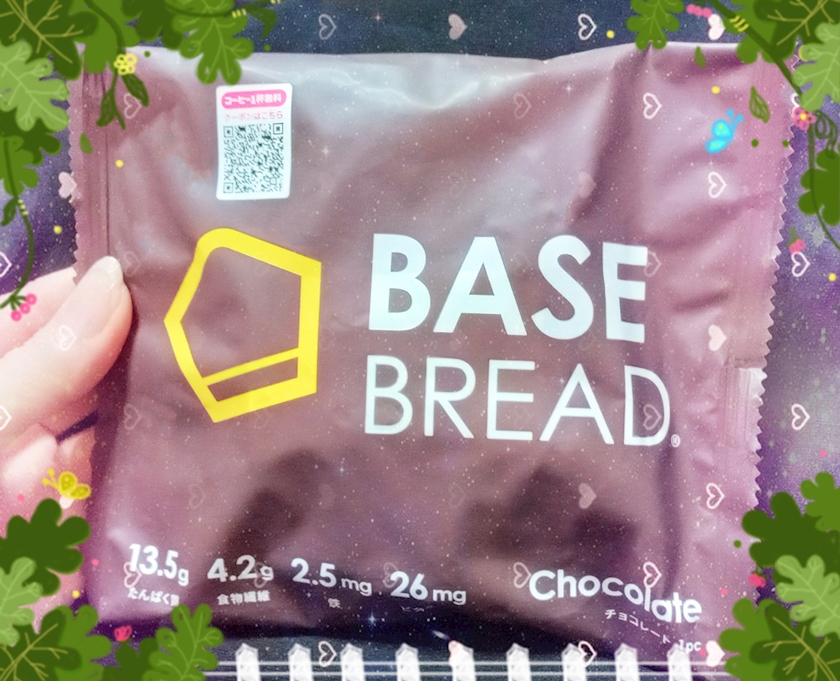 コーヒー1杯無料
クーポンはこちら
BASE
BREAD®
13.5g 4.2g 2.5mg 26mg
たんぱく質 食物繊維 鉄
Chocolate
チョコレート 1pc